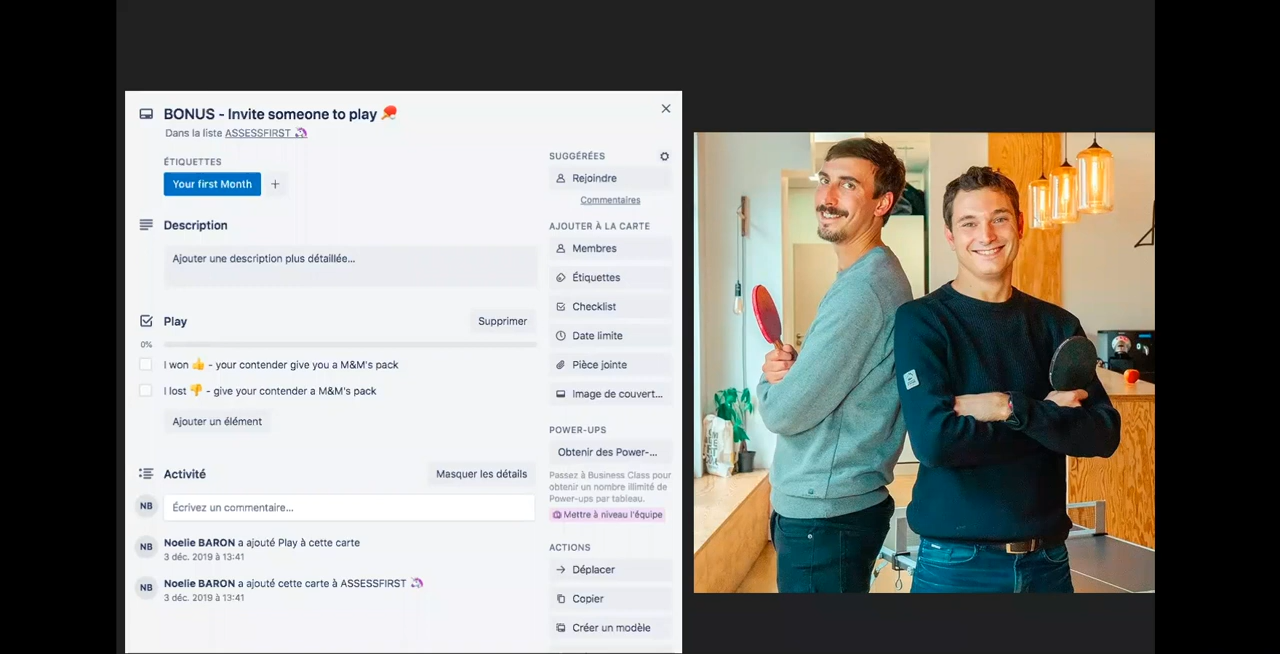 BONUS - Invite someone to play 🏓
Dans la liste ASSESSFIRST 🦄
ÉTIQUETTES
Your first Month
+
Description
Ajouter une description plus détaillée...
Play
Supprimer
0%
I won 👍 - your contender give you a M&M's pack
I lost 👎 - give your contender a M&M's pack
Ajouter un élément
Activité
Masquer les détails
NB
Écrivez un commentaire...
NB
Noelie BARON a ajouté Play à cette carte
3 déc. 2019 à 13:41
NB
Noelie BARON a ajouté cette carte à ASSESSFIRST 🦄
3 déc. 2019 à 13:41
SUGGÉRÉES
Rejoindre
Commentaires
AJOUTER À LA CARTE
Membres
Étiquettes
Checklist
Date limite
Pièce jointe
Image de couvert...
POWER-UPS
Obtenir des Power-...
Passez à Business Class pour
obtenir un nombre illimité de
Power-ups par tableau.
Mettre à niveau l'équipe
ACTIONS
Déplacer
Copier
Créer un modèle